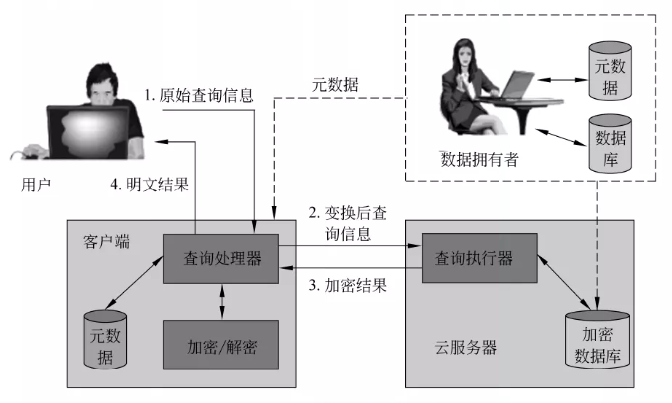 1. 原始查询信息
元数据
元数
据
数据
库
数据拥有者
用户
4. 明文结果
客户端
查询处理器
2. 变换后查
询信息
查询执行器
3. 加密结果
元数
据
加密/解密
云服务器
加密
数据库